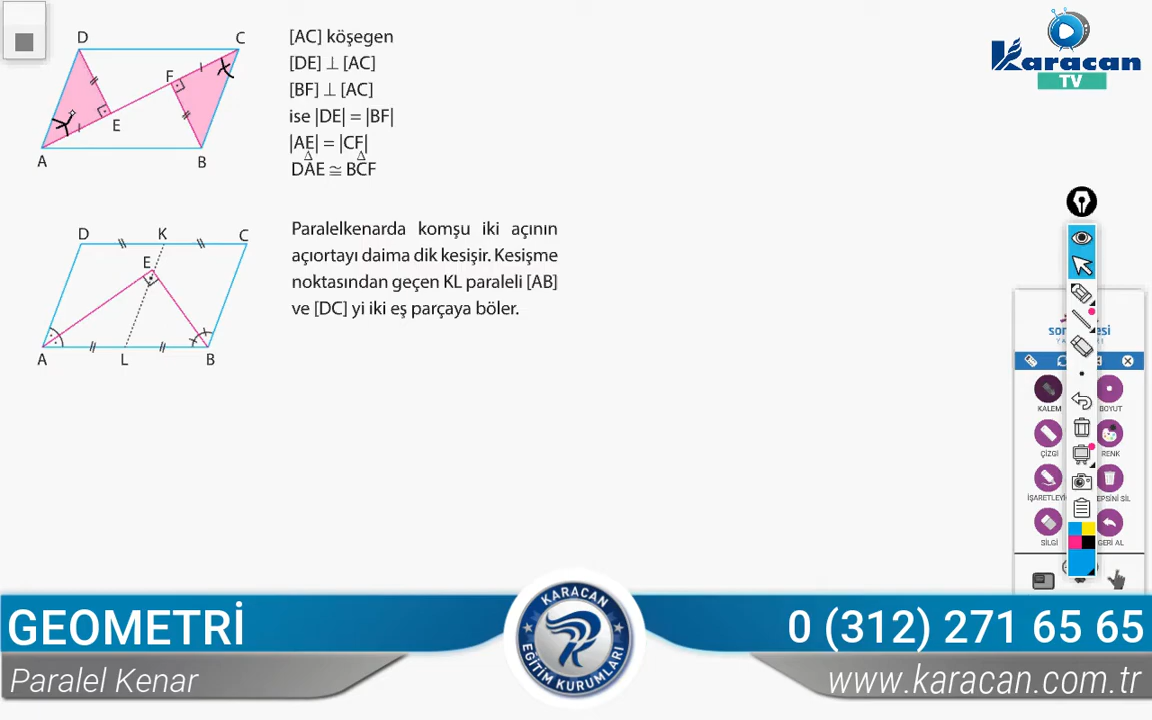 D
C
F
E
A
B
[AC] köşegen
[DE] ⊥ [AC]
[BF] ⊥ [AC]
ise |DE| = |BF|
|AE| = |CF|
DAE ≅ BCF
Karacan
TV
D
K
C
E
A
L
B
Paralelkenarda komşu iki açının
açıortayı daima dik kesişir. Kesişme
noktasından geçen KL paraleli [AB]
ve [DC] yi iki eş parçaya böler.
KALEM
BOYUT
ÇİZGİ
RENK
SİLGİ
GERİ AL
GEOMETRİ
Paralel Kenar
KARACAN
EĞİTİM KURUMLARI
0 (312) 271 65 65
www.karacan.com.tr